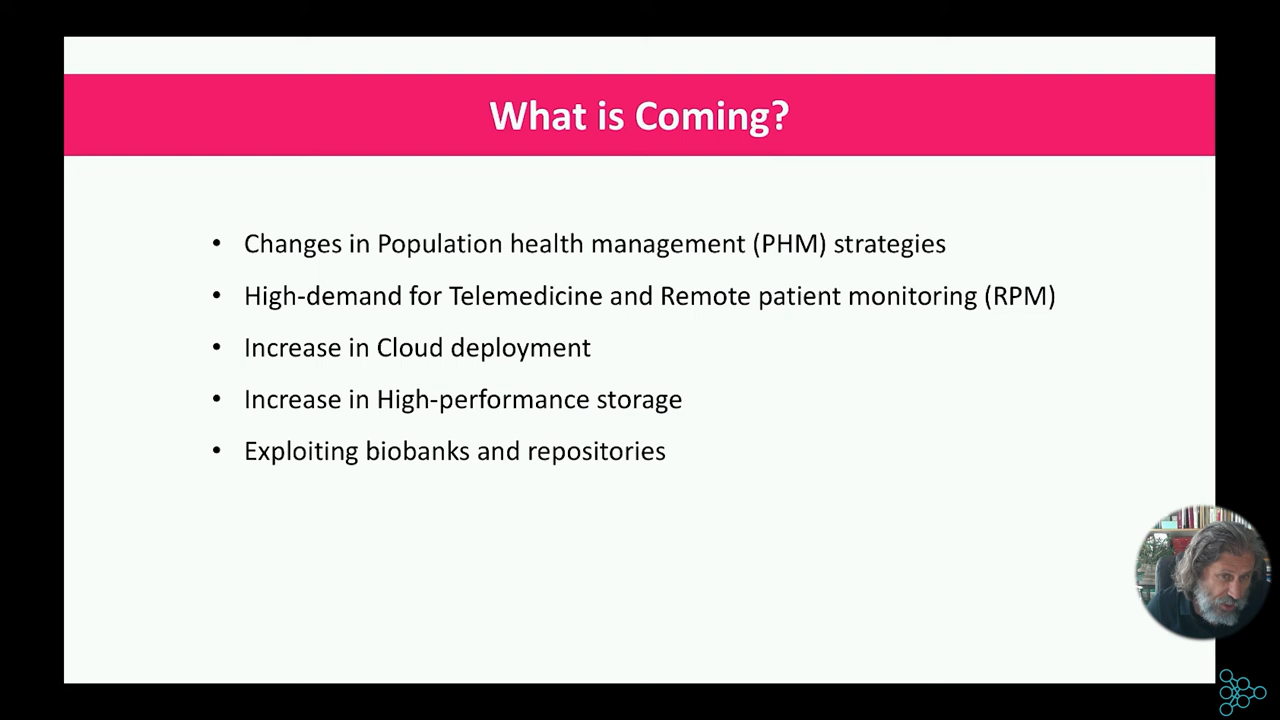 What is Coming?
• Changes in Population health management (PHM) strategies
• High-demand for Telemedicine and Remote patient monitoring (RPM)
• Increase in Cloud deployment
• Increase in High-performance storage
• Exploiting biobanks and repositories